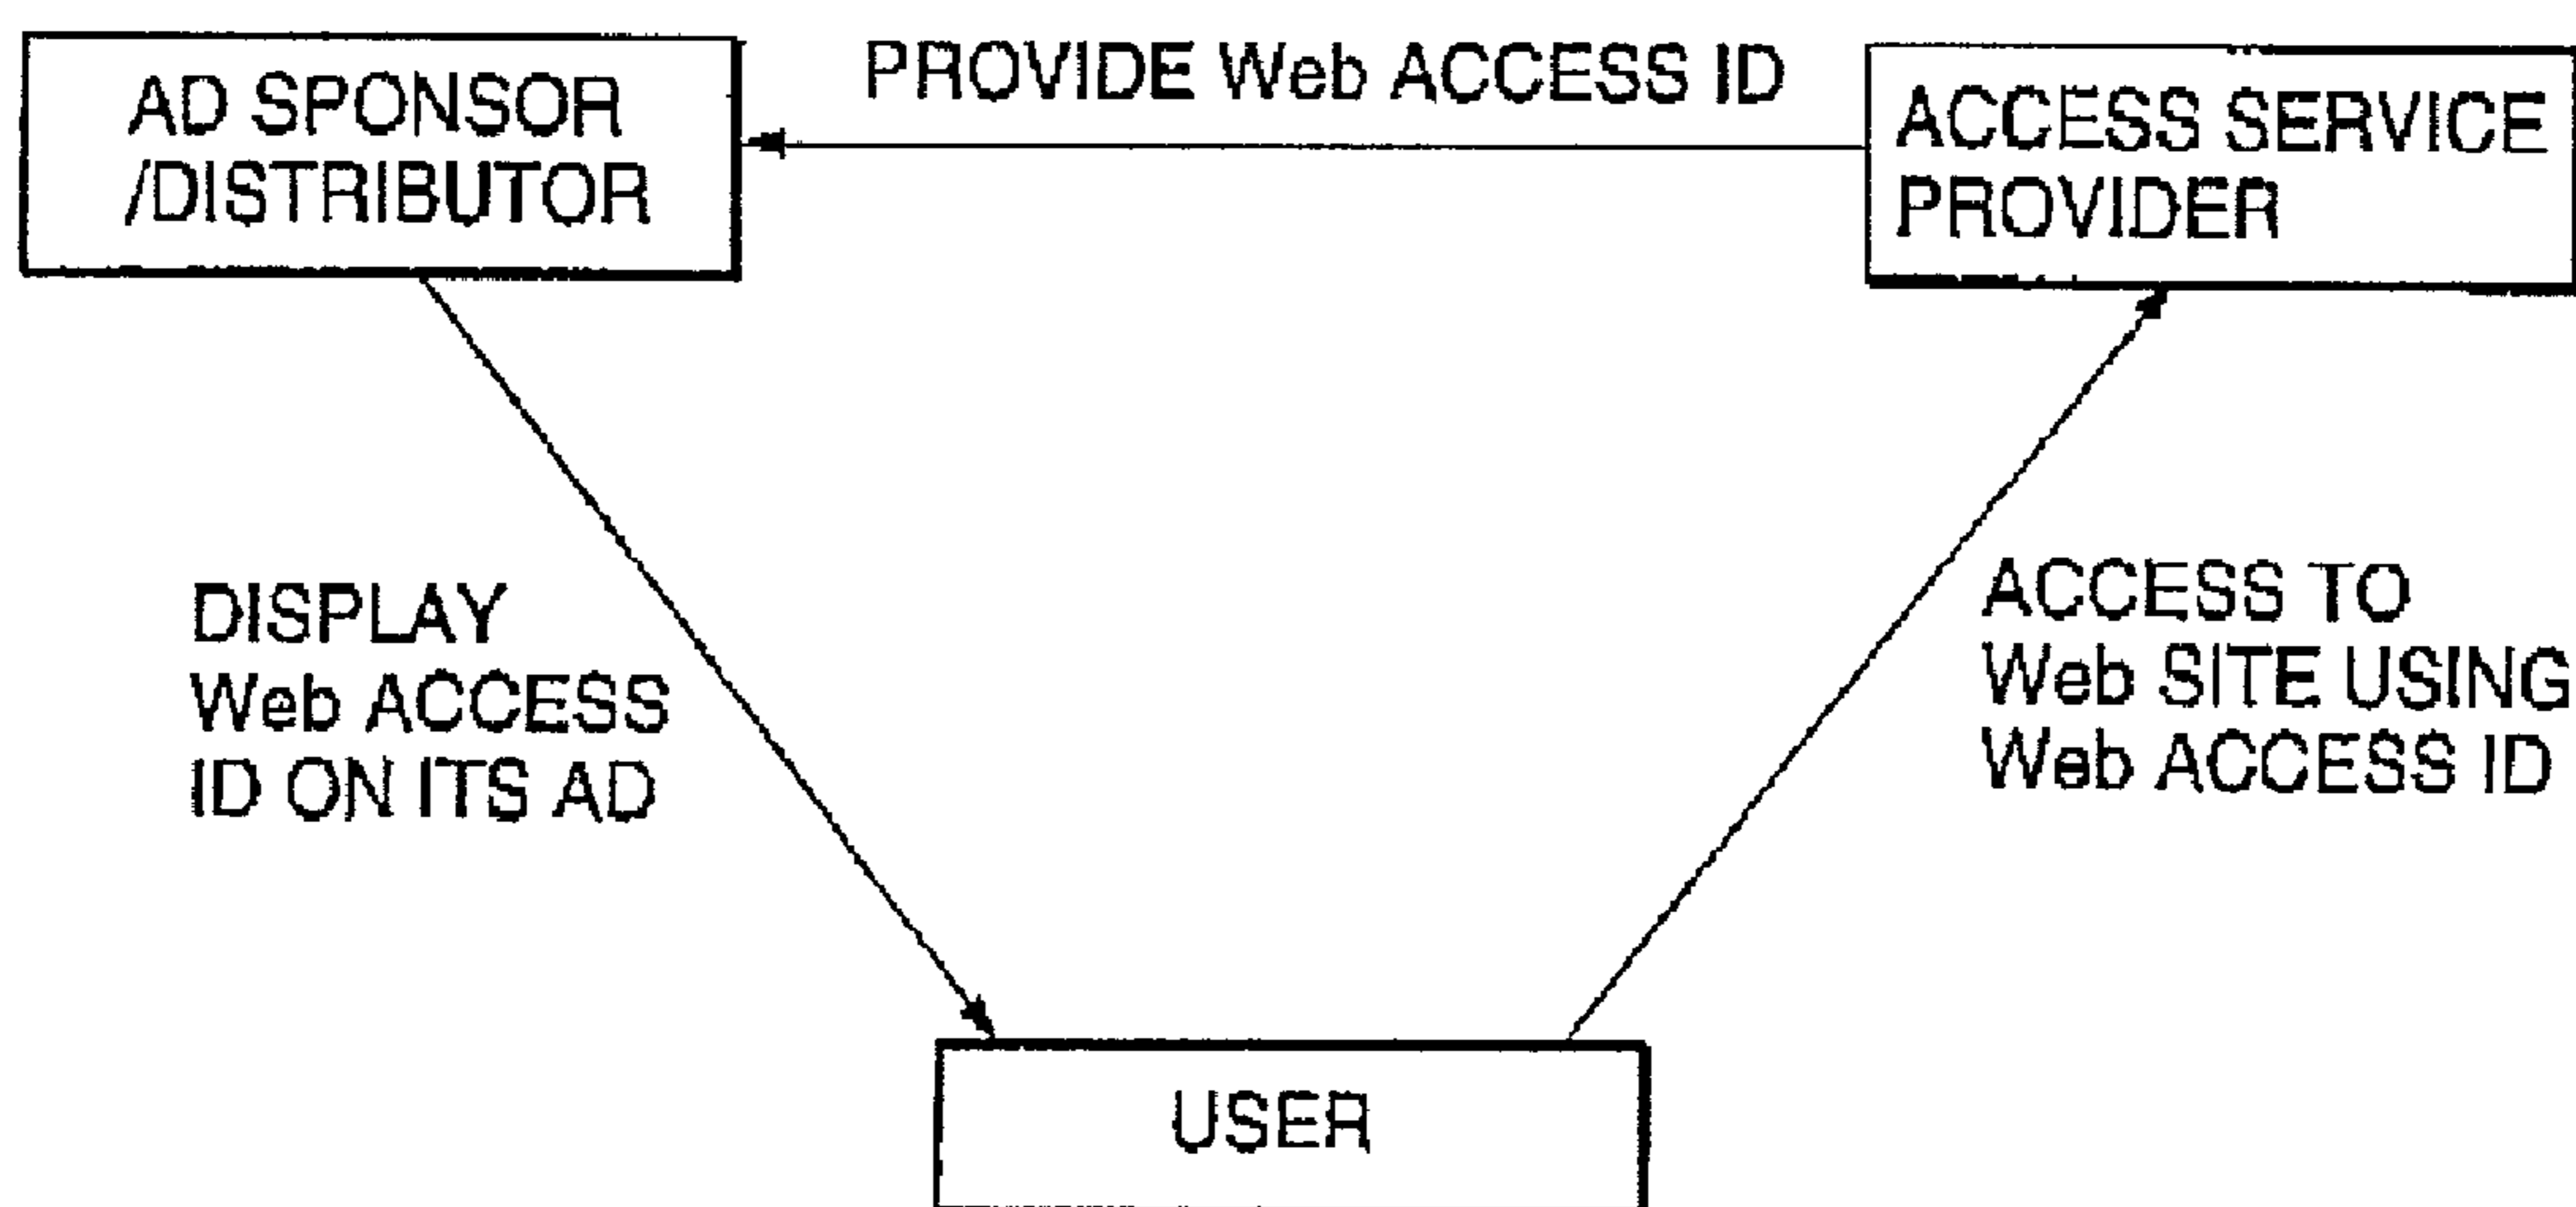 AD SPONSOR
/DISTRIBUTOR
PROVIDE Web ACCESS ID
ACCESS SERVICE
PROVIDER
DISPLAY
Web ACCESS
ID ON ITS AD
ACCESS TO
Web SITE USING
Web ACCESS ID
USER